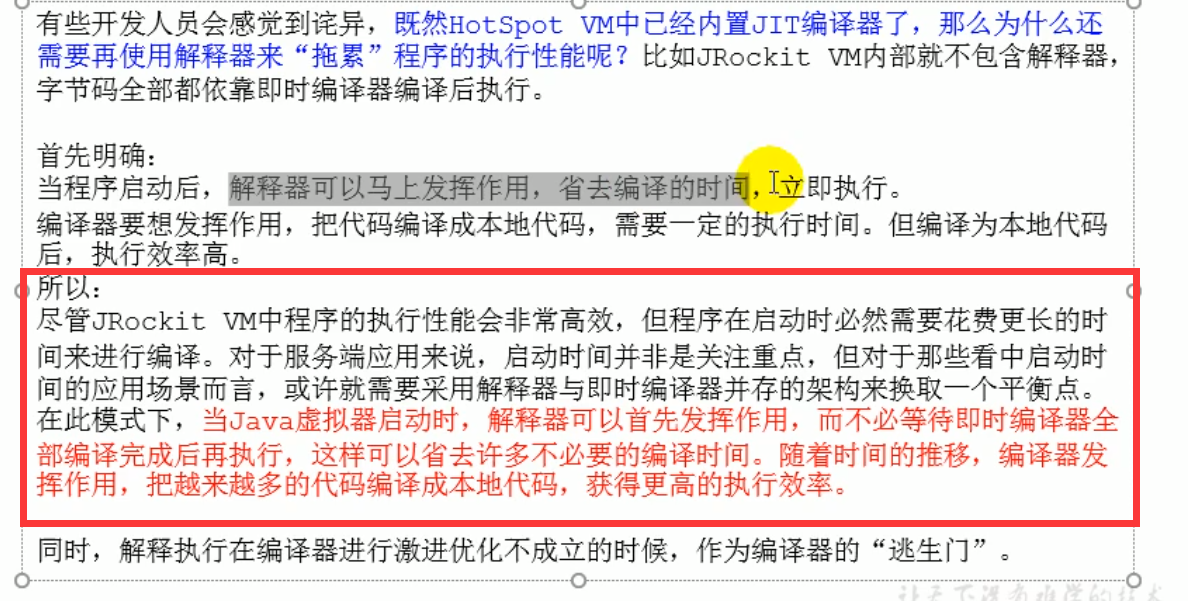 有些开发人员会感觉到诧异，既然HotSpot VM中已经内置JIT编译器了，那么为什么还
需要再使用解释器来“拖累”程序的执行性能呢？比如JRockit VM内部就不包含解释器，
字节码全部都依靠即时编译器编译后执行。
首先明确：
当程序启动后，解释器可以马上发挥作用，省去编译的时间，立即执行。
编译器要想发挥作用，把代码编译成本地代码，需要一定的执行时间。但编译为本地代码
后，执行效率高。
所以：
尽管JRockit VM中程序的执行性能会非常高效，但程序在启动时必然需要花费更长的时
间来进行编译。对于服务端应用来说，启动时间并非是关注重点，但对于那些看中启动时
间的应用场景而言，或许就需要采用解释器与即时编译器并存的架构来换取一个平衡点。
在此模式下，当Java虚拟器启动时，解释器可以首先发挥作用，而不必等待即时编译器全
部编译完成后再执行，这样可以省去许多不必要的编译时间。随着时间的推移，编译器发
挥作用，把越来越多的代码编译成本地代码，获得更高的执行效率。
同时，解释执行在编译器进行激进优化不成立的时候，作为编译器的“逃生门”。